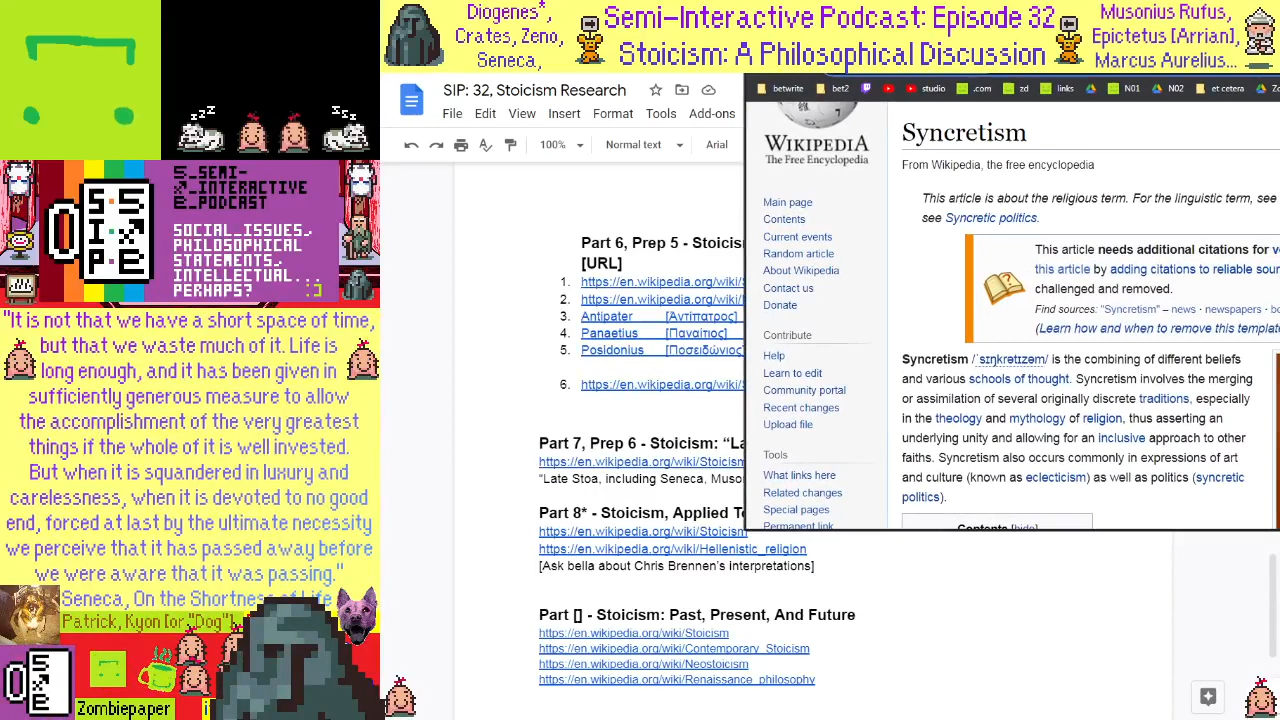 Diogenes*,
Crates, Zeno,
Seneca,
Semi-Interactive Podcast: Episode 32
Stoicism: A Philosophical Discussion
Musonius Rufus,
Epictetus [Arrian],
Marcus Aurelius...
zzZ
zzZ
S_SEMI-
_INTERACTIVE
_PODCAST
SOCIAL_ISSUES,
PHILOSOPHICAL
STATEMENTS,
INTELLECTUAL...
PERHAPS? :)
"It is not that we have a short space of time,
but that we waste much of it. Life is
long enough, and it has been given in
sufficiently generous measure to allow
the accomplishment of the very greatest
things if the whole of it is well invested.
But when it is squandered in luxury and
carelessness, when it is devoted to no good
end, forced at last by the ultimate necessity
we perceive that it has passed away before
we were aware that it was passing."
Seneca, On the Shortness of Life
Patrick, Kyon [or "Dog"],
Zombiepaper
SIP: 32, Stoicism Research
File Edit View Insert Format Tools Add-ons
100% Normal text Arial
Part 6, Prep 5 - Stoicism
[URL]
1. https://en.wikipedia.org/wiki/S
2. https://en.wikipedia.org/wiki/
3. Antipater [Ἀντίπατρος]
4. Panaetius [Παναίτιος]
5. Posidonius [Ποσειδώνιος]
6. https://en.wikipedia.org/wiki/S
Part 7, Prep 6 - Stoicism: “La
https://en.wikipedia.org/wiki/Stoicism
“Late Stoa, including Seneca, Muso
Part 8* - Stoicism, Applied T
https://en.wikipedia.org/wiki/Stoicism
https://en.wikipedia.org/wiki/Hellenistic_religion
[Ask bella about Chris Brennen’s interpretations]
Part [] - Stoicism: Past, Present, And Future
https://en.wikipedia.org/wiki/Stoicism
https://en.wikipedia.org/wiki/Contemporary_Stoicism
https://en.wikipedia.org/wiki/Neostoicism
https://en.wikipedia.org/wiki/Renaissance_philosophy
betwrite bet2 studio .com zd links N01 N02 et cetera Zo
WIKIPEDIA
The Free Encyclopedia
Main page
Contents
Current events
Random article
About Wikipedia
Contact us
Donate
Contribute
Help
Learn to edit
Community portal
Recent changes
Upload file
Tools
What links here
Related changes
Special pages
Permanent link
Syncretism
From Wikipedia, the free encyclopedia
This article is about the religious term. For the linguistic term, see
see Syncretic politics.
This article needs additional citations for ve
this article by adding citations to reliable sour
challenged and removed.
Find sources: "Syncretism" – news · newspapers · bo
(Learn how and when to remove this template
Syncretism /ˈsɪŋkrətɪzəm/ is the combining of different beliefs
and various schools of thought. Syncretism involves the merging
or assimilation of several originally discrete traditions, especially
in the theology and mythology of religion, thus asserting an
underlying unity and allowing for an inclusive approach to other
faiths. Syncretism also occurs commonly in expressions of art
and culture (known as eclecticism) as well as politics (syncretic
politics).
Contents [hide]